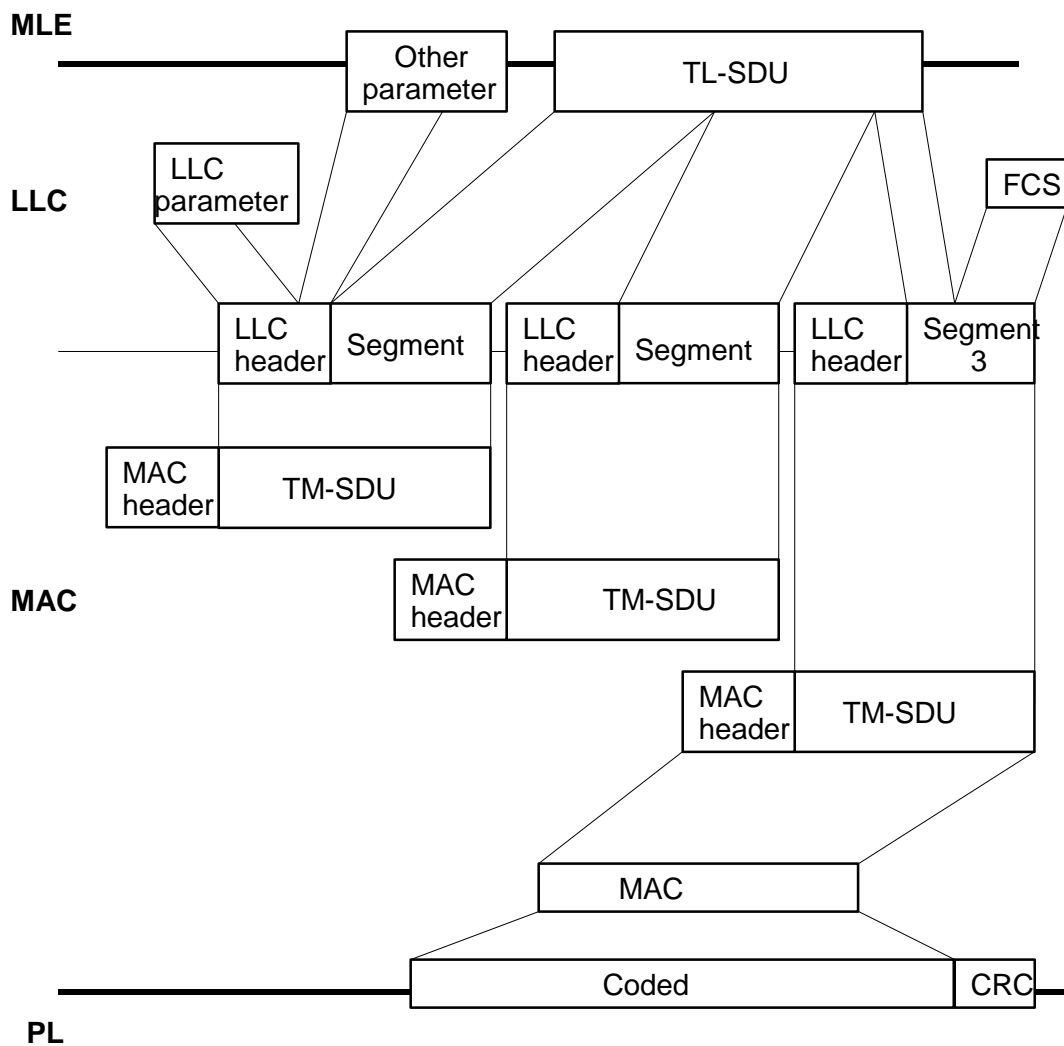 MLE
Other
parameter
TL-SDU
LLC
parameter
LLC
FCS
LLC
header
Segment
LLC
header
Segment
LLC
header
Segment
3
MAC
header
TM-SDU
MAC
header
TM-SDU
MAC
MAC
header
TM-SDU
MAC
Coded
CRC
PL